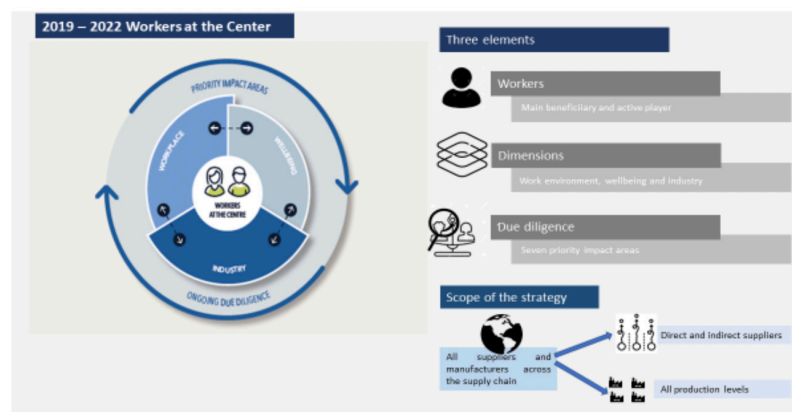 2019 – 2022 Workers at the Center
PRIORITY IMPACT AREAS
WORKPLACE
WELLBEING
WORKERS
AT THE CENTRE
INDUSTRY
ONGOING DUE DILIGENCE
Three elements
Workers
Main beneficiary and active player
Dimensions
Work environment, wellbeing and industry
Due diligence
Seven priority impact areas
Scope of the strategy
All suppliers and
manufacturers across
the supply chain
Direct and indirect suppliers
All production levels